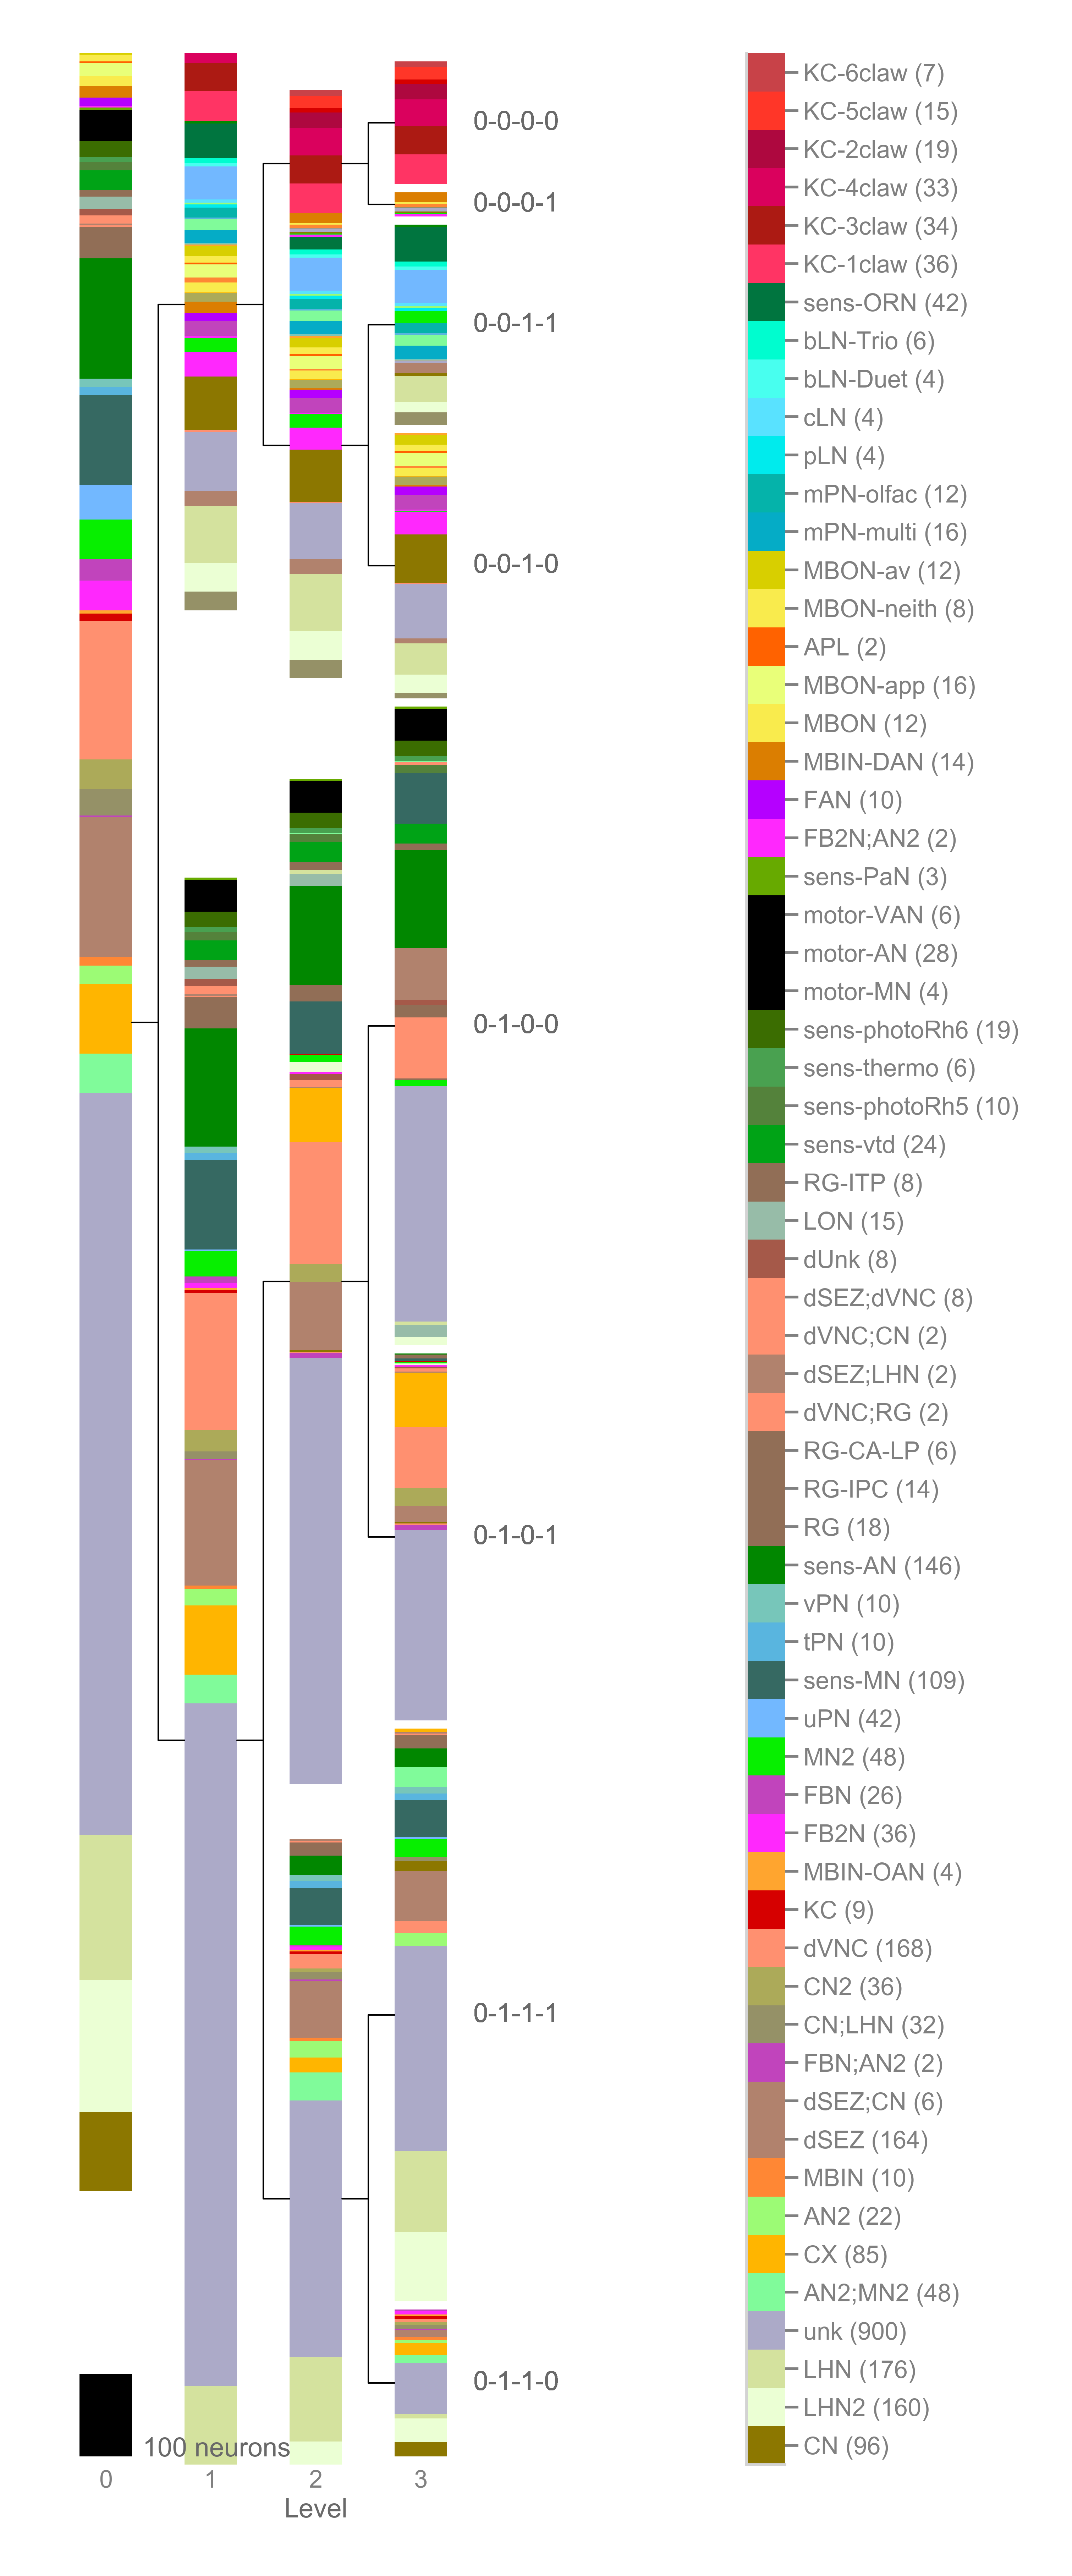 0-0-0-0
0-0-0-1
0-0-1-1
0-0-1-0
0-1-0-0
0-1-0-1
0-1-1-1
0-1-1-0
100 neurons
0
1
2
3
Level
KC-6claw (7)
KC-5claw (15)
KC-2claw (19)
KC-4claw (33)
KC-3claw (34)
KC-1claw (36)
sens-ORN (42)
bLN-Trio (6)
bLN-Duet (4)
cLN (4)
pLN (4)
mPN-olfac (12)
mPN-multi (16)
MBON-av (12)
MBON-neith (8)
APL (2)
MBON-app (16)
MBON (12)
MBIN-DAN (14)
FAN (10)
FB2N;AN2 (2)
sens-PaN (3)
motor-VAN (6)
motor-AN (28)
motor-MN (4)
sens-photoRh6 (19)
sens-thermo (6)
sens-photoRh5 (10)
sens-vtd (24)
RG-ITP (8)
LON (15)
dUnk (8)
dSEZ;dVNC (8)
dVNC;CN (2)
dSEZ;LHN (2)
dVNC;RG (2)
RG-CA-LP (6)
RG-IPC (14)
RG (18)
sens-AN (146)
vPN (10)
tPN (10)
sens-MN (109)
uPN (42)
MN2 (48)
FBN (26)
FB2N (36)
MBIN-OAN (4)
KC (9)
dVNC (168)
CN2 (36)
CN;LHN (32)
FBN;AN2 (2)
dSEZ;CN (6)
dSEZ (164)
MBIN (10)
AN2 (22)
CX (85)
AN2;MN2 (48)
unk (900)
LHN (176)
LHN2 (160)
CN (96)